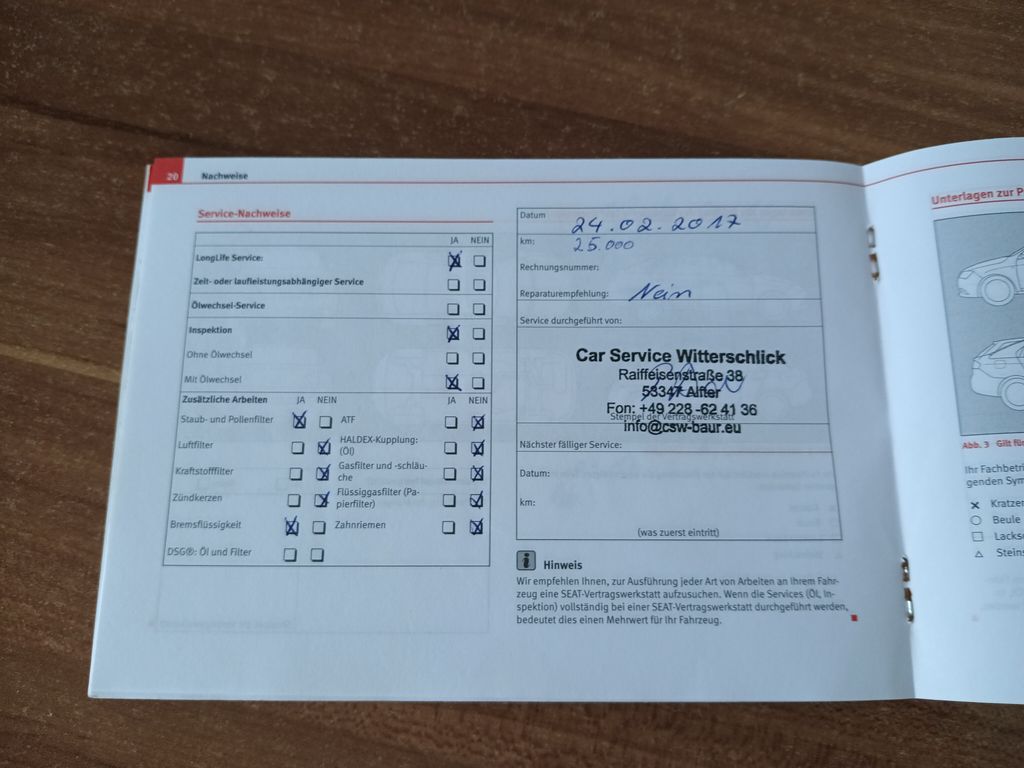 20 Nachweise
Service-Nachweise
JA NEIN
LongLife Service:
Zeit- oder laufleistungsabhängiger Service
Ölwechsel-Service
Inspektion
Ohne Ölwechsel
Mit Ölwechsel
Zusätzliche Arbeiten JA NEIN JA NEIN
Staub- und Pollenfilter ATF
Luftfilter HALDEX-Kupplung:
(Öl)
Kraftstofffilter Gasfilter und -schläu-
che
Zündkerzen Flüssiggasfilter (Pa-
pierfilter)
Bremsflüssigkeit Zahnriemen
DSG®: Öl und Filter
Datum 24.02.2017
km: 25.000
Rechnungsnummer:
Reparaturempfehlung: Nein
Service durchgeführt von:
Car Service Witterschlick
Raiffeisenstraße 38
53347 Alfter
Fon: +49 228 -62 41 36
Stempel der Vertragswerkstatt
info@csw-baur.eu
Nächster fälliger Service:
Datum:
km:
(was zuerst eintritt)
i Hinweis
Wir empfehlen Ihnen, zur Ausführung jeder Art von Arbeiten an Ihrem Fahr-
zeug eine SEAT-Vertragswerkstatt aufzusuchen. Wenn die Services (Öl, In-
spektion) vollständig bei einer SEAT-Vertragswerkstatt durchgeführt werden,
bedeutet dies einen Mehrwert für Ihr Fahrzeug.
Unterlagen zur P
Abb. 3 Gilt für
Ihr Fachbetri
genden Sym
Kratzer
Beule
Lacks
Steins